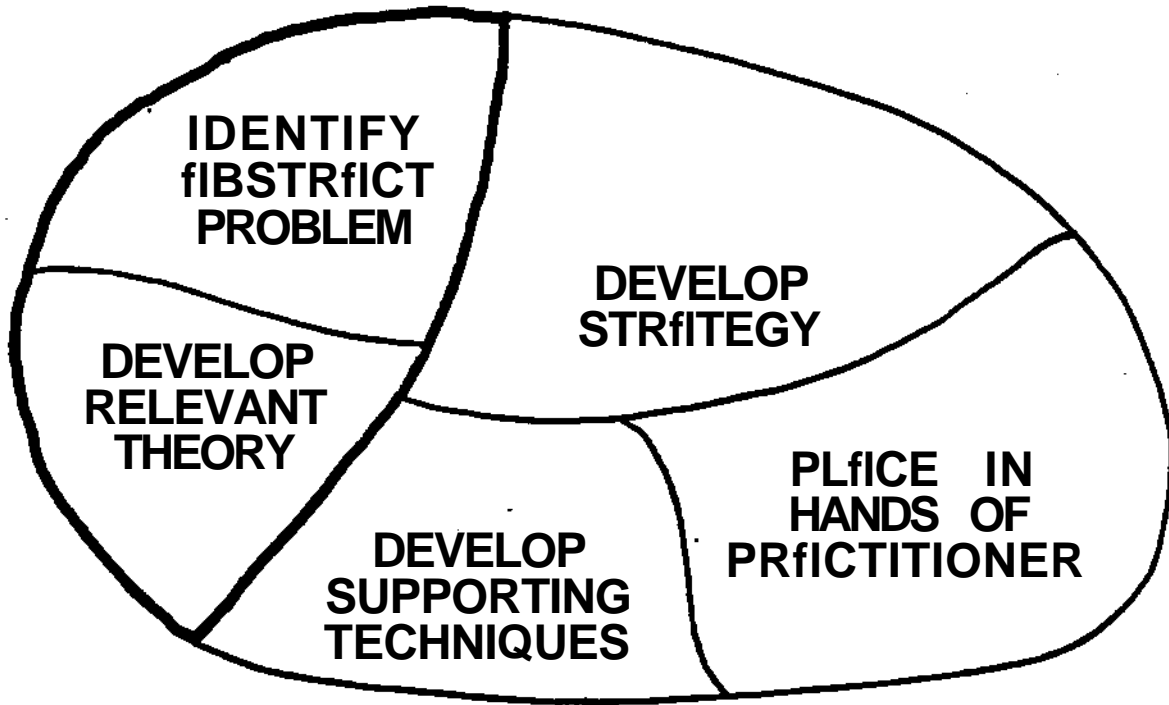 IDENTIFY
fIBSTRfICT
PROBLEM
DEVELOP
STRfITEGY
DEVELOP
RELEVANT
THEORY
PLfICE IN
HANDS OF
PRfICTITIONER
DEVELOP
SUPPORTING
TECHNIQUES